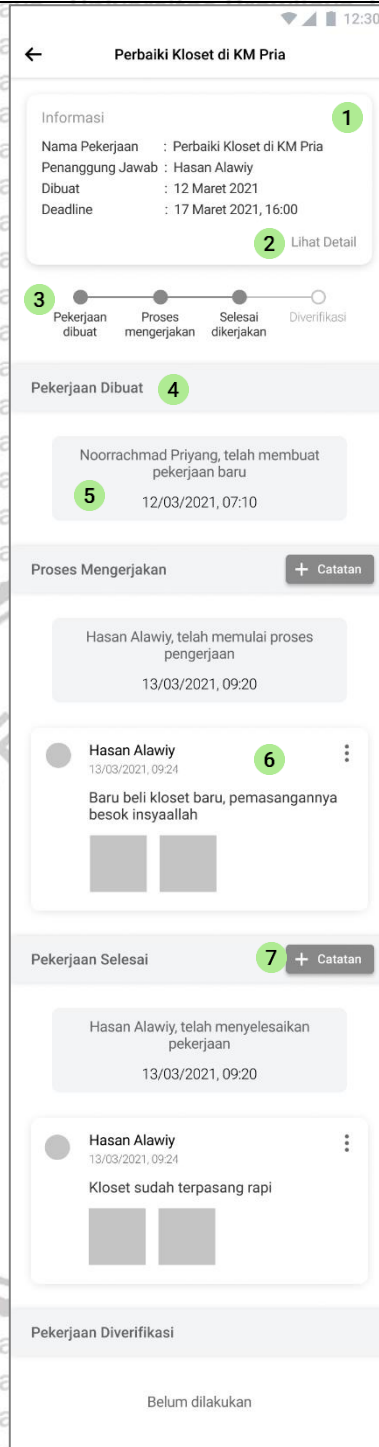 12:30
Perbaiki Kloset di KM Pria
Informasi
1
Nama Pekerjaan : Perbaiki Kloset di KM Pria
Penanggung Jawab : Hasan Alawiy
Dibuat : 12 Maret 2021
Deadline : 17 Maret 2021, 16:00
2 Lihat Detail
3
Pekerjaan dibuat
Proses mengerjakan
Selesai dikerjakan
Diverifikasi
Pekerjaan Dibuat 4
Noorrachmad Priyang, telah membuat
pekerjaan baru
5 12/03/2021, 07:10
Proses Mengerjakan + Catatan
Hasan Alawiy, telah memulai proses
pengerjaan
13/03/2021, 09:20
Hasan Alawiy
6
13/03/2021, 09:24
Baru beli kloset baru, pemasangannya
besok insyaallah
Pekerjaan Selesai 7 + Catatan
Hasan Alawiy, telah menyelesaikan
pekerjaan
13/03/2021, 09:20
Hasan Alawiy
13/03/2021, 09:24
Kloset sudah terpasang rapi
Pekerjaan Diverifikasi
Belum dilakukan